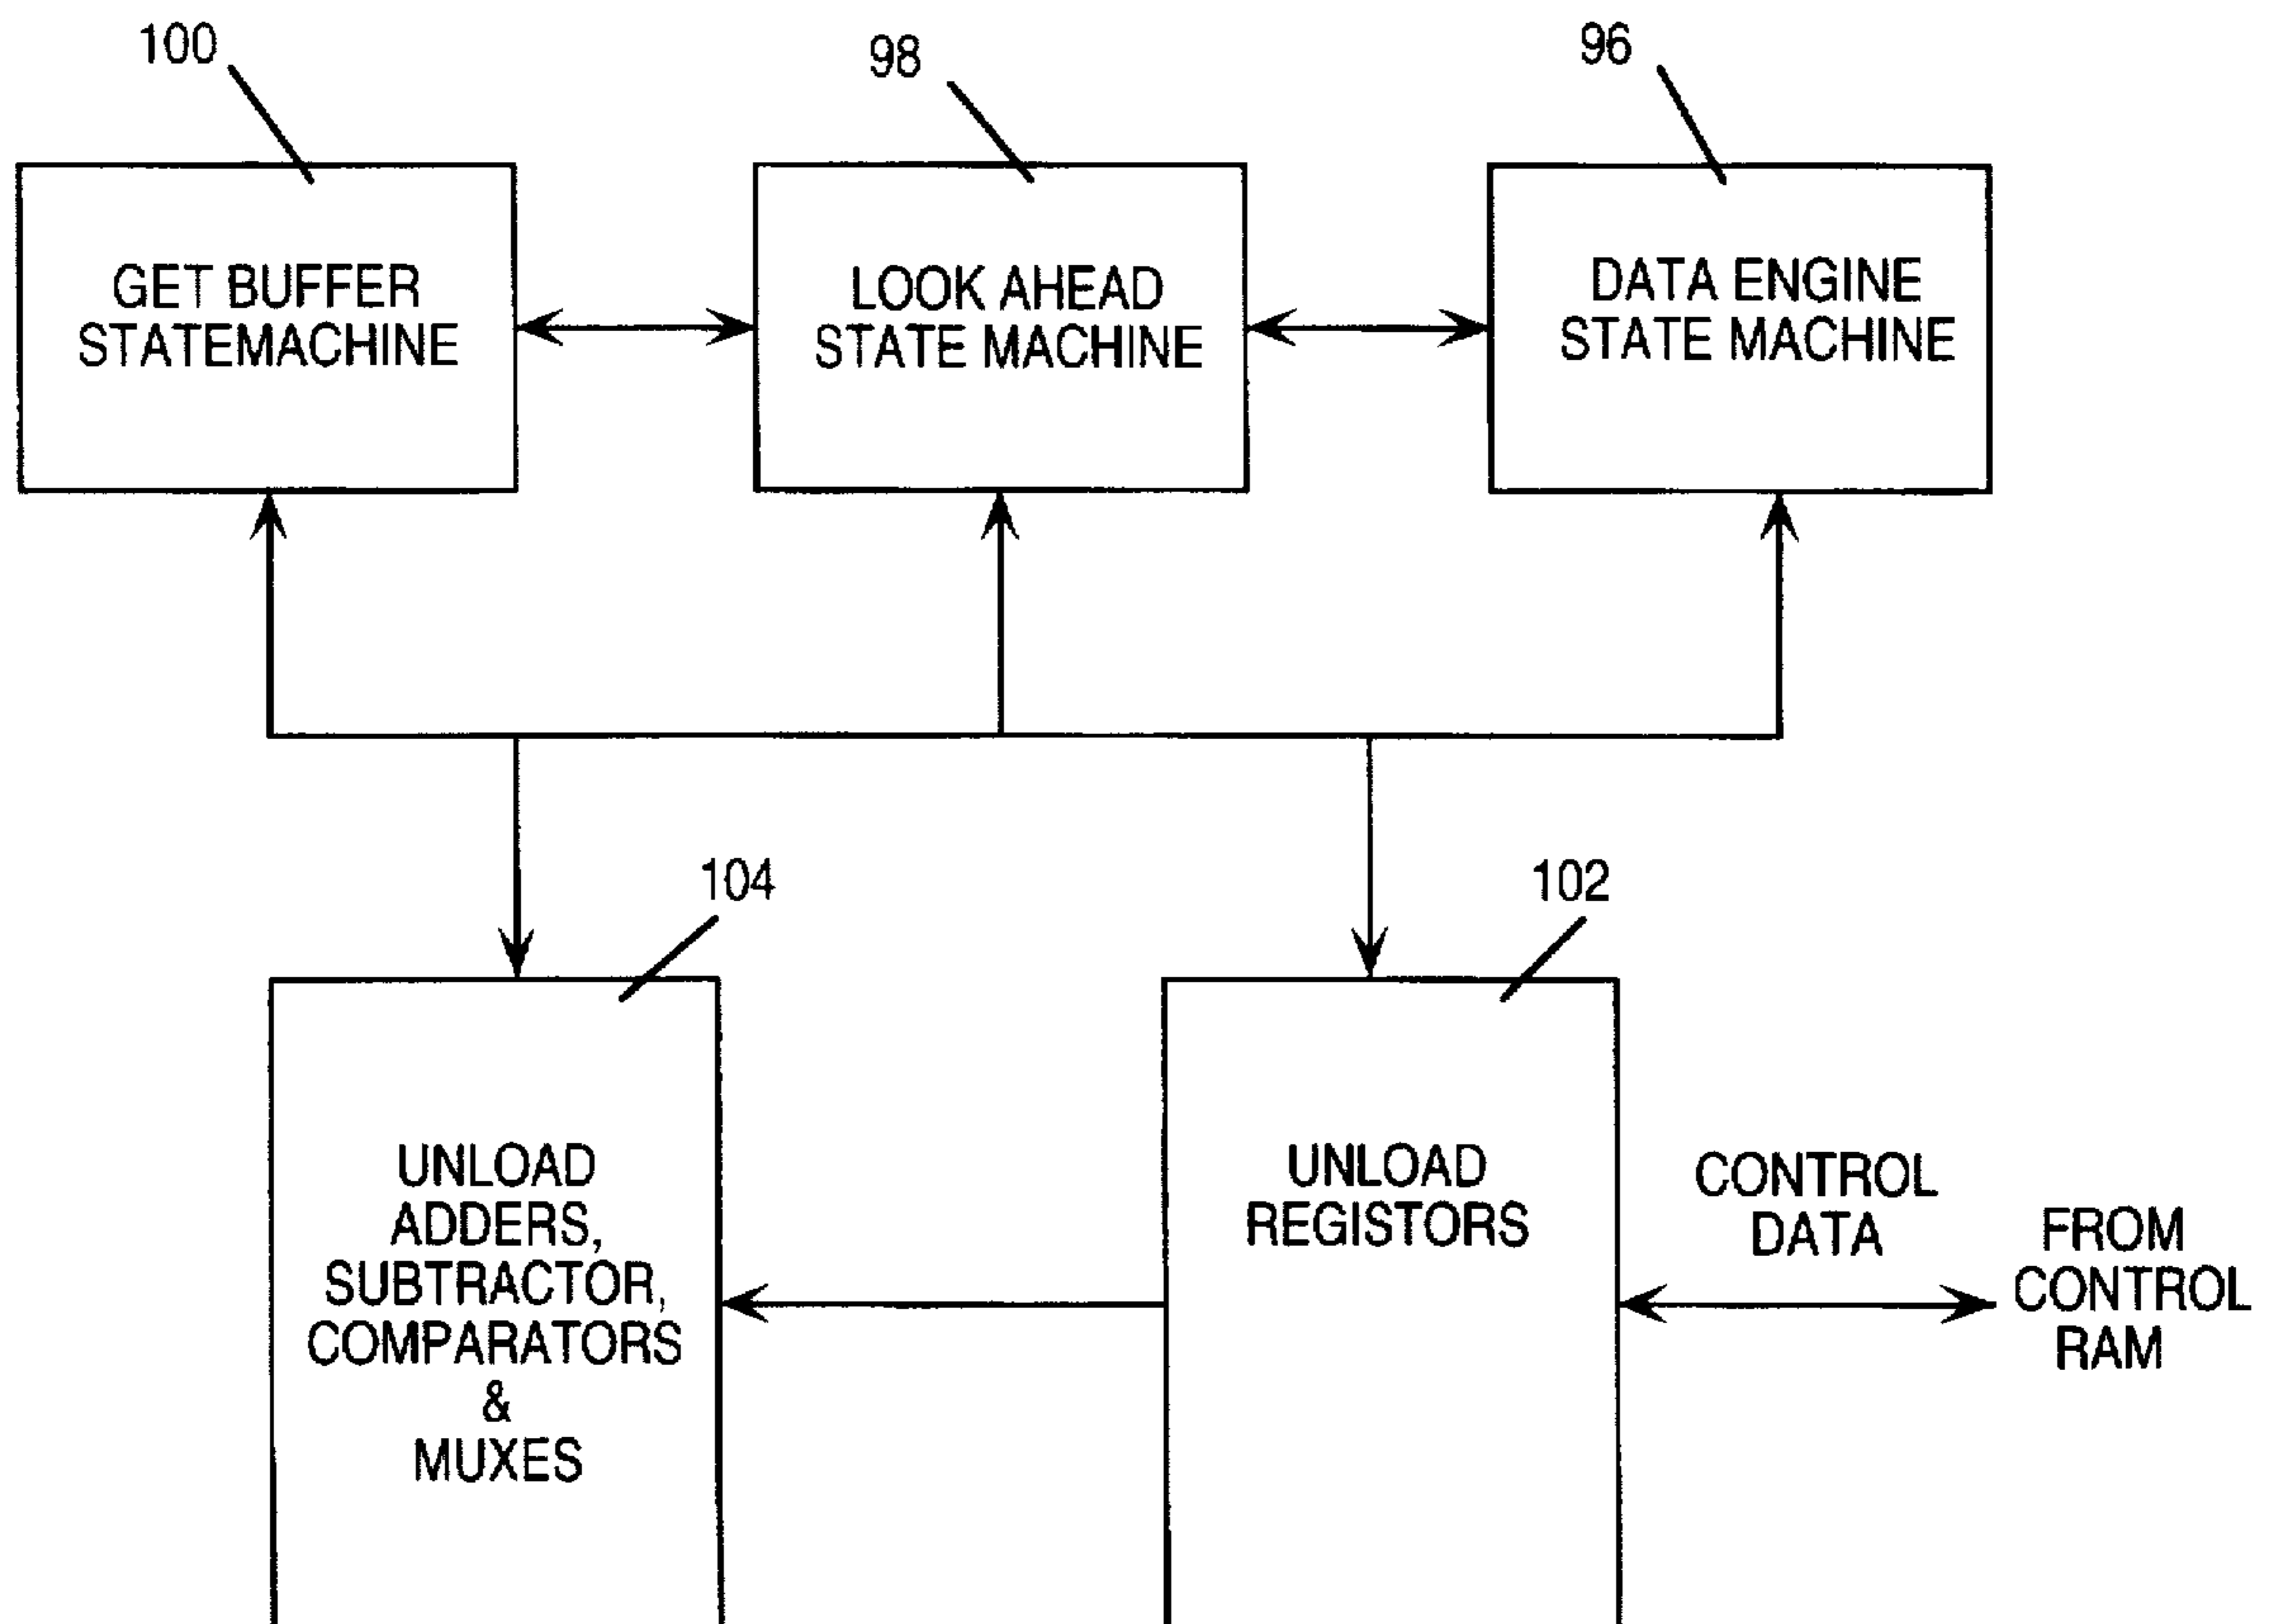 100
98
96
GET BUFFER
STATEMACHINE
LOOK AHEAD
STATE MACHINE
DATA ENGINE
STATE MACHINE
104
102
UNLOAD
ADDERS,
SUBTRACTOR,
COMPARATORS
&
MUXES
UNLOAD
REGISTORS
CONTROL
DATA
FROM
CONTROL
RAM